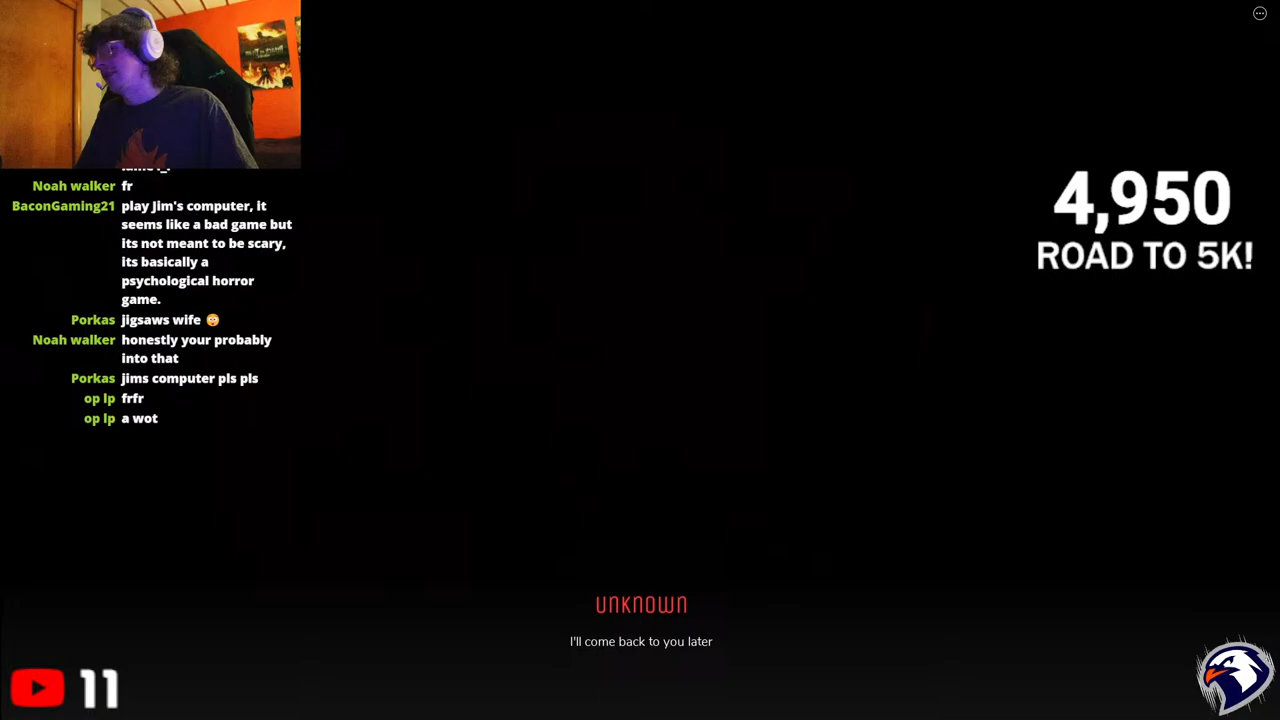 Noah walker fr
BaconGaming21 play Jim's computer, it
seems like a bad game but
its not meant to be scary,
its basically a
psychological horror
game.
Porkas jigsaws wife 😳
Noah walker honestly your probably
into that
Porkas jims computer pls pls
op lp frfr
op lp a wot
4,950
ROAD TO 5K!
UNKNOWN
I'll come back to you later
11